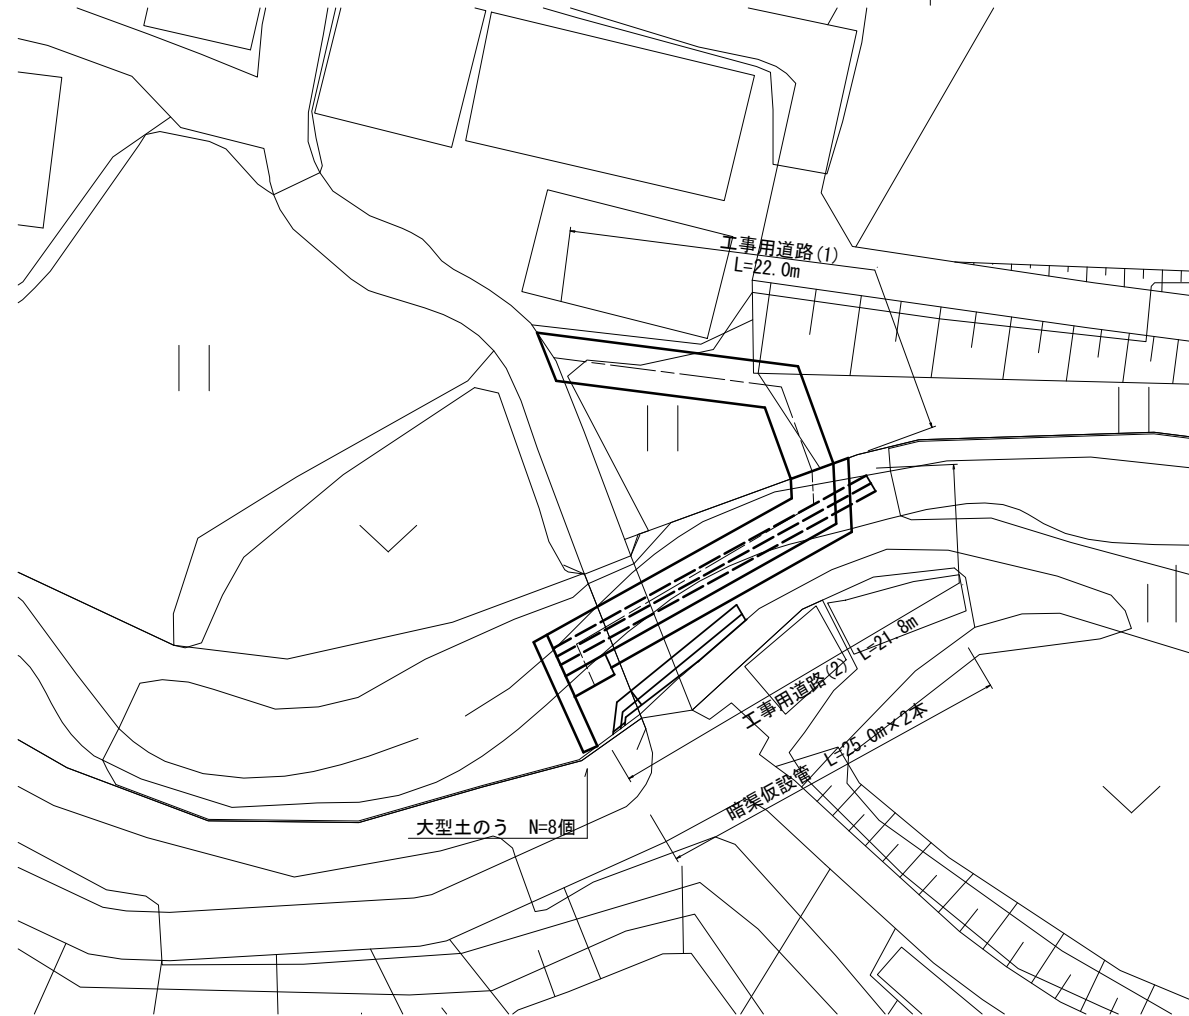 工事用道路(1)
L=22.0m
工事用道路(2) L=21.8m
暗渠仮設管 L=25.0m×2本
大型土のう N=8個